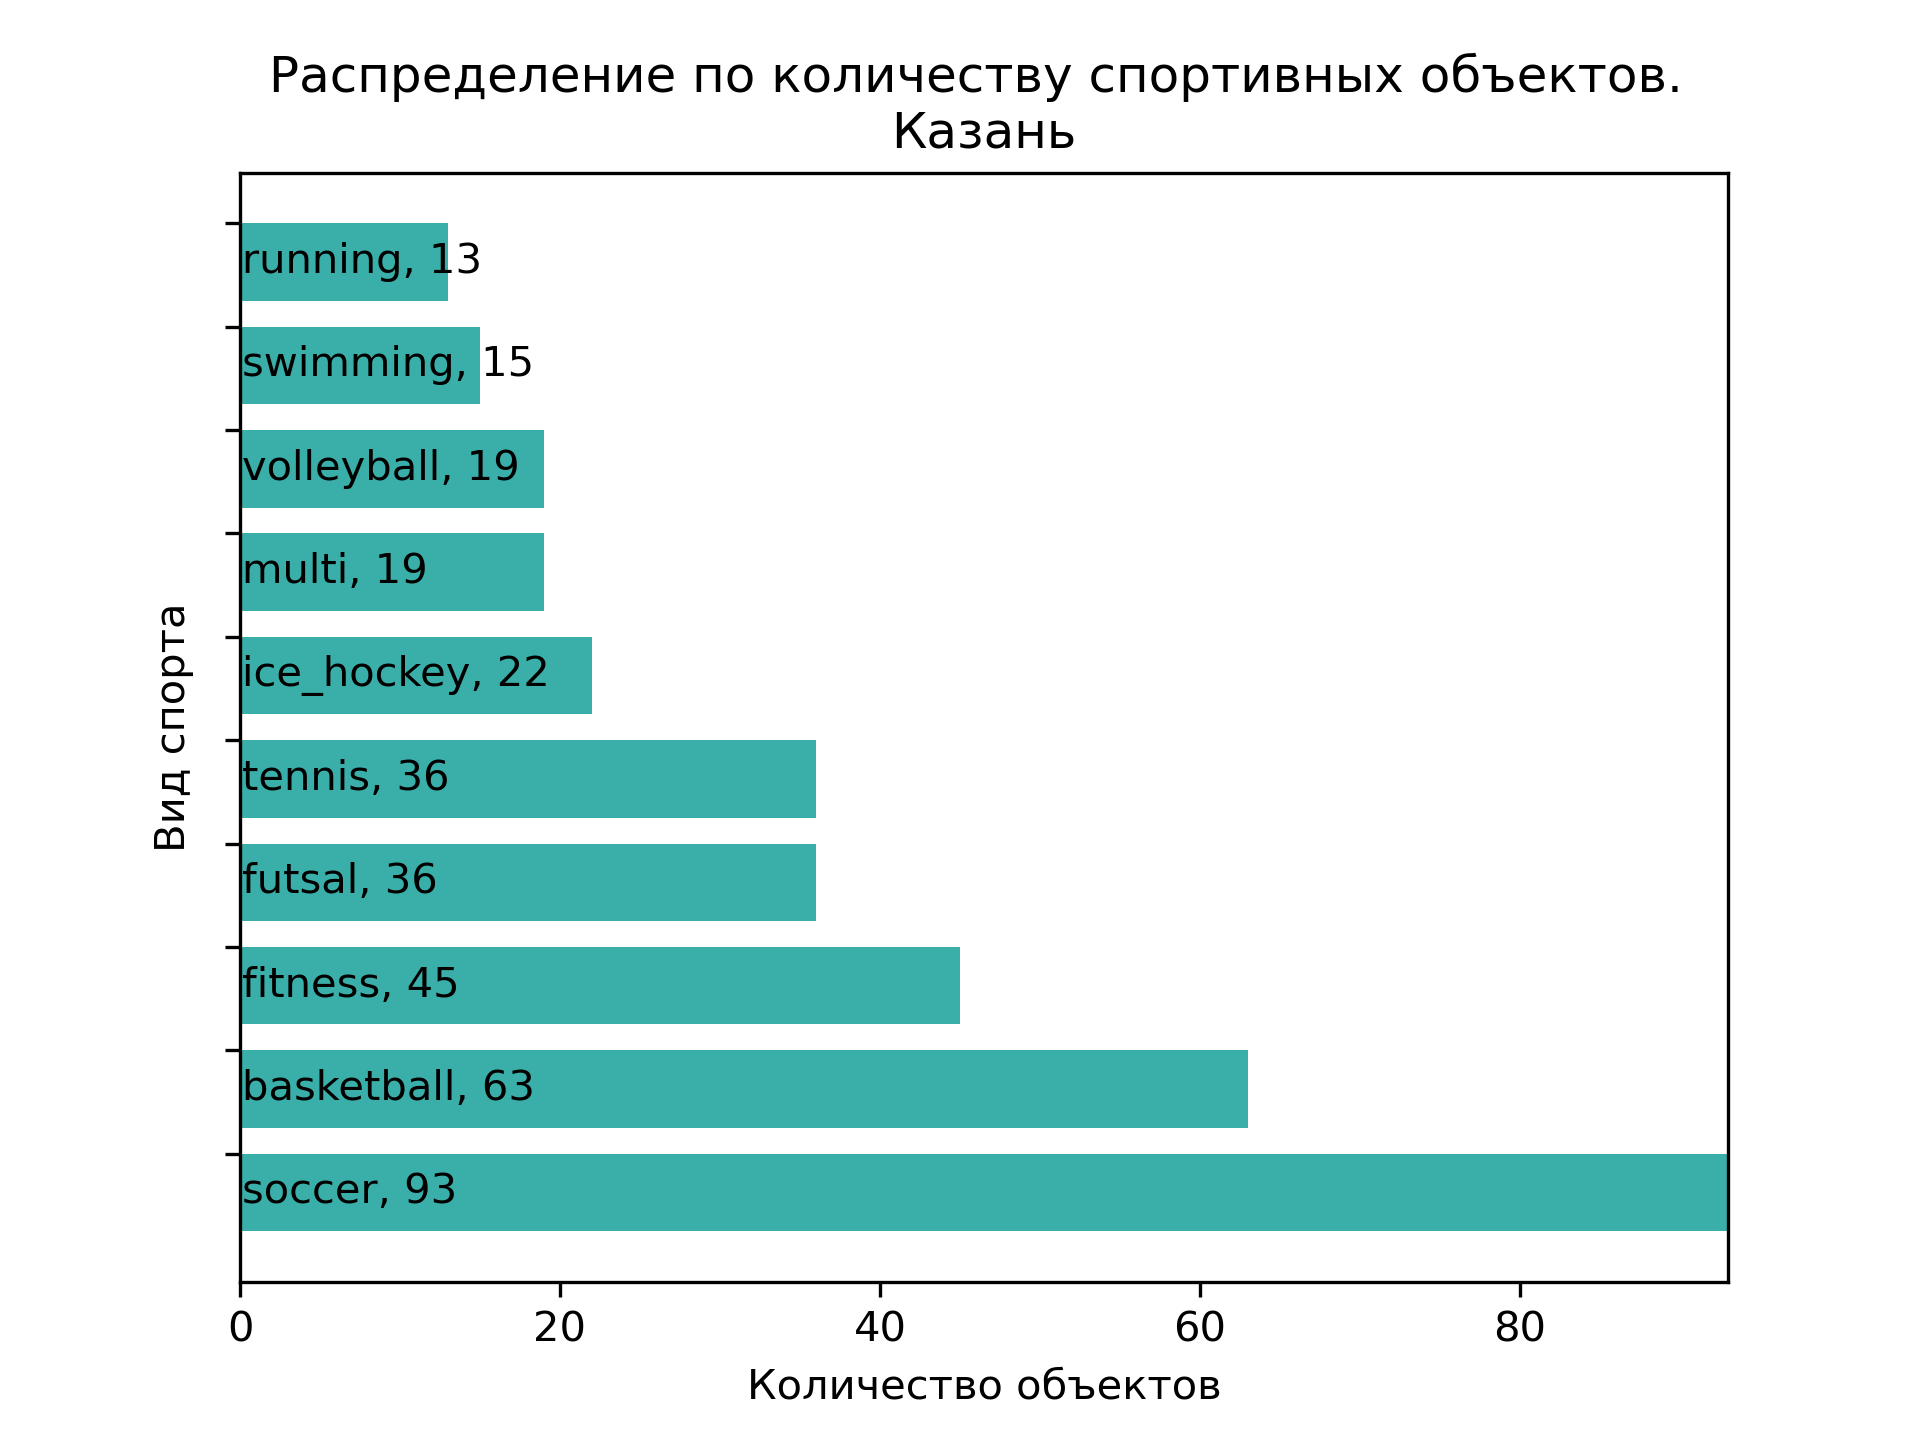 Распределение по количеству спортивных объектов.
Казань
running, 13
swimming, 15
volleyball, 19
multi, 19
ice_hockey, 22
tennis, 36
futsal, 36
fitness, 45
basketball, 63
soccer, 93
Вид спорта
0 20 40 60 80
Количество объектов